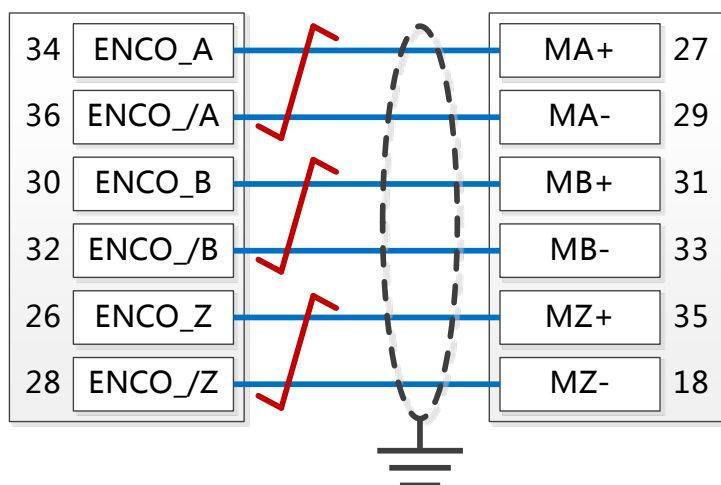 34 ENCO_A MA+ 27
36 ENCO_/A MA- 29
30 ENCO_B MB+ 31
32 ENCO_/B MB- 33
26 ENCO_Z MZ+ 35
28 ENCO_/Z MZ- 18